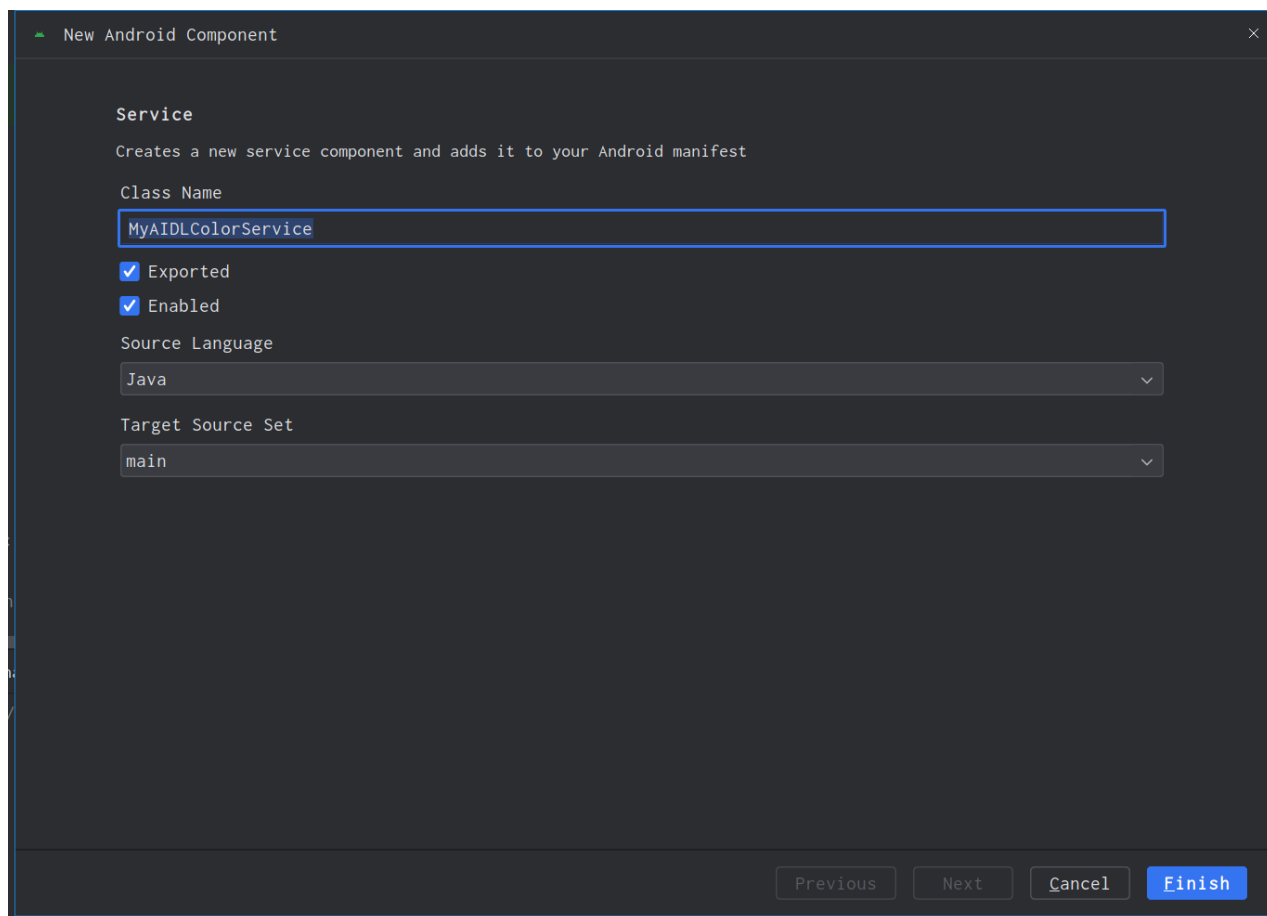 New Android Component
Service
Creates a new service component and adds it to your Android manifest
Class Name
MyAIDLColorService
Exported
Enabled
Source Language
Java
Target Source Set
main
Previous Next Cancel Finish